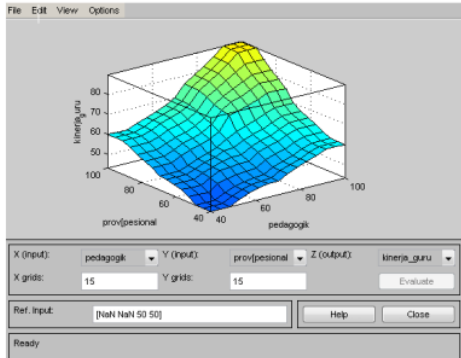 File Edit View Options
80
70
60
50
kinerja_guru
100
80
60
40
40
60
80
100
prov[pesional
pedagogik
X (input): pedagogik Y (input): prov[pesional Z (output): kinerja_guru
X grids: 15 Y grids: 15 Evaluate
Ref. Input: [NaN NaN 50 50] Help Close
Ready